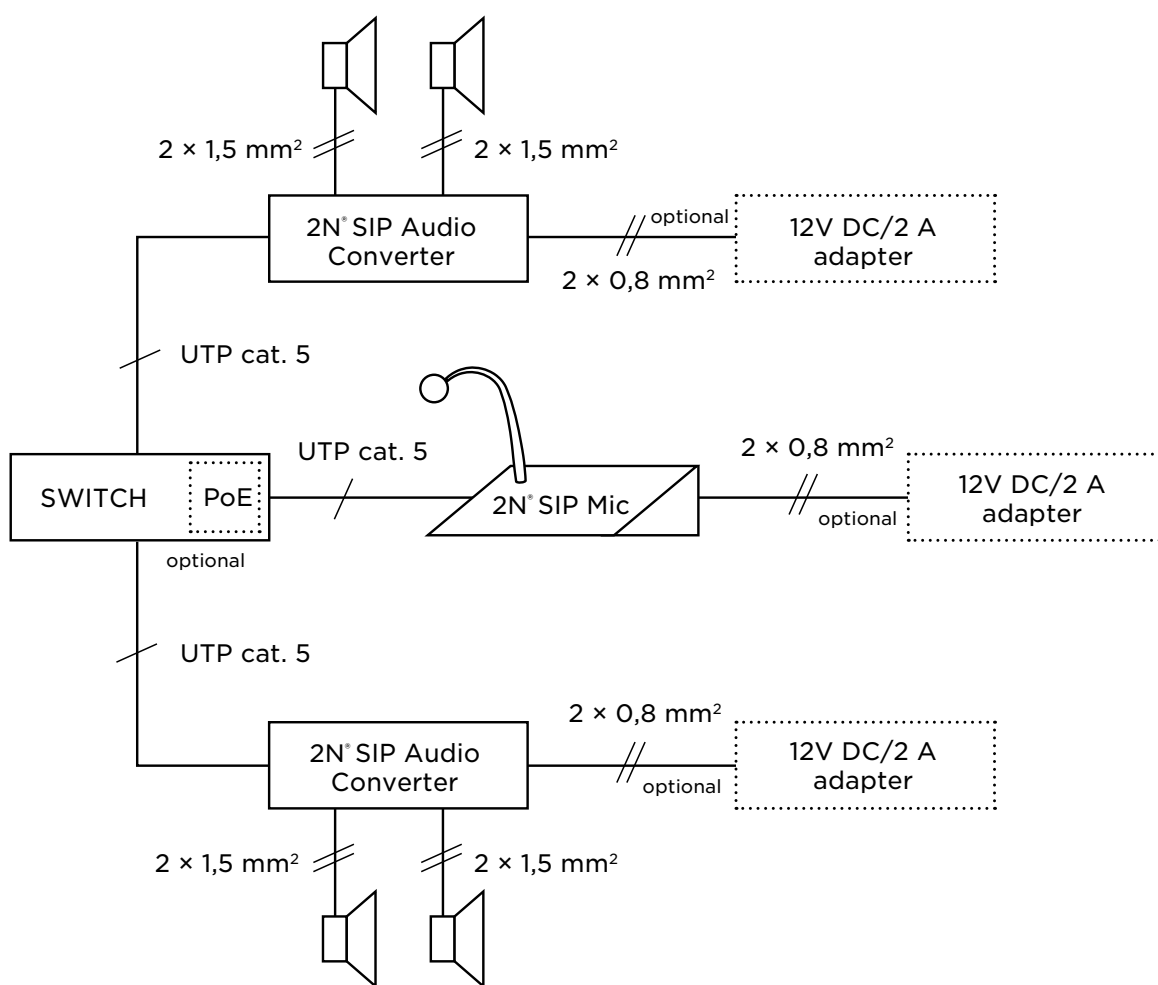 2 × 1,5 mm²
2 × 1,5 mm²
2N® SIP Audio
Converter
optional
2 × 0,8 mm²
12V DC/2 A
adapter
UTP cat. 5
SWITCH
PoE
optional
UTP cat. 5
2N® SIP Mic
2 × 0,8 mm²
optional
12V DC/2 A
adapter
UTP cat. 5
2N® SIP Audio
Converter
2 × 0,8 mm²
optional
12V DC/2 A
adapter
2 × 1,5 mm²
2 × 1,5 mm²